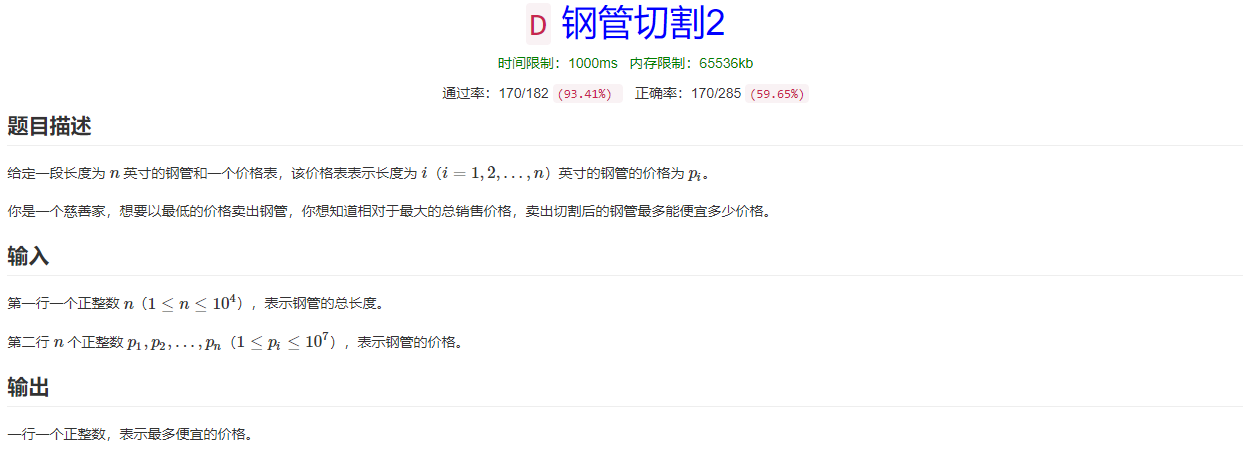 D 钢管切割2
时间限制：1000ms 内存限制：65536kb
通过率：170/182 (93.41%) 正确率：170/285 (59.65%)
题目描述
给定一段长度为 n 英寸的钢管和一个价格表，该价格表表示长度为 i（i = 1, 2, . . . , n）英寸的钢管的价格为 pᵢ。
你是一个慈善家，想要以最低的价格卖出钢管，你想知道相对于最大的总销售价格，卖出切割后的钢管最多能便宜多少价格。
输入
第一行一个正整数 n（1 ≤ n ≤ 10⁴），表示钢管的总长度。
第二行 n 个正整数 p₁, p₂, . . . , pₙ（1 ≤ pᵢ ≤ 10⁷），表示钢管的价格。
输出
一行一个正整数，表示最多便宜的价格。